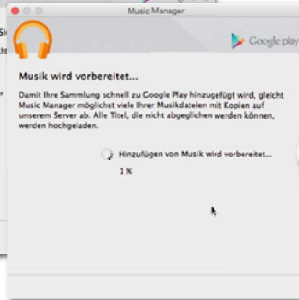 Music Manager
Google play
Musik wird vorbereitet...
Damit Ihre Sammlung schnell zu Google Play hinzugefügt wird, gleicht
Music Manager möglichst viele Ihrer Musikdateien mit Kopien auf
unserem Server ab. Alle Titel, die nicht abgeglichen werden können,
werden hochgeladen.
Hinzufügen von Musik wird vorbereitet...
1 %